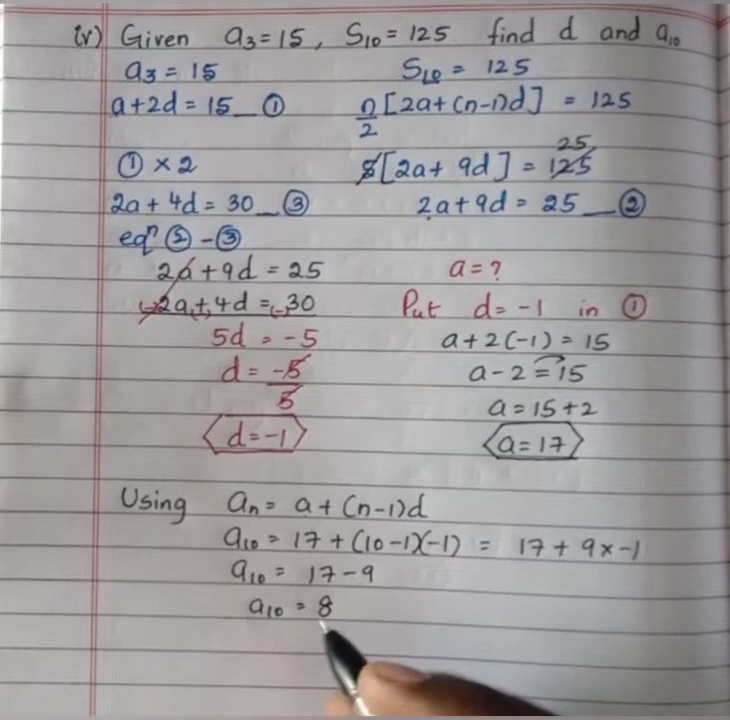 (iv) Given a₃ = 15, S₁₀ = 125 find d and a₁₀
a₃ = 15 S₁₀ = 125
a + 2d = 15 _ ① n/2 [2a + (n-1)d] = 125
① × 2 5[2a + 9d] = 125 25
2a + 4d = 30 _ ③ 2a + 9d = 25 _ ②
eqⁿ ② - ③
2a + 9d = 25 a = ?
(-)2a + (-) 4d = (-) 30 Put d = -1 in ①
5d = -5 a + 2(-1) = 15
d = -5/5 a - 2 = 15
a = 15 + 2
d = -1 a = 17
Using aₙ = a + (n-1)d
a₁₀ = 17 + (10-1)(-1) = 17 + 9 × -1
a₁₀ = 17 - 9
a₁₀ = 8